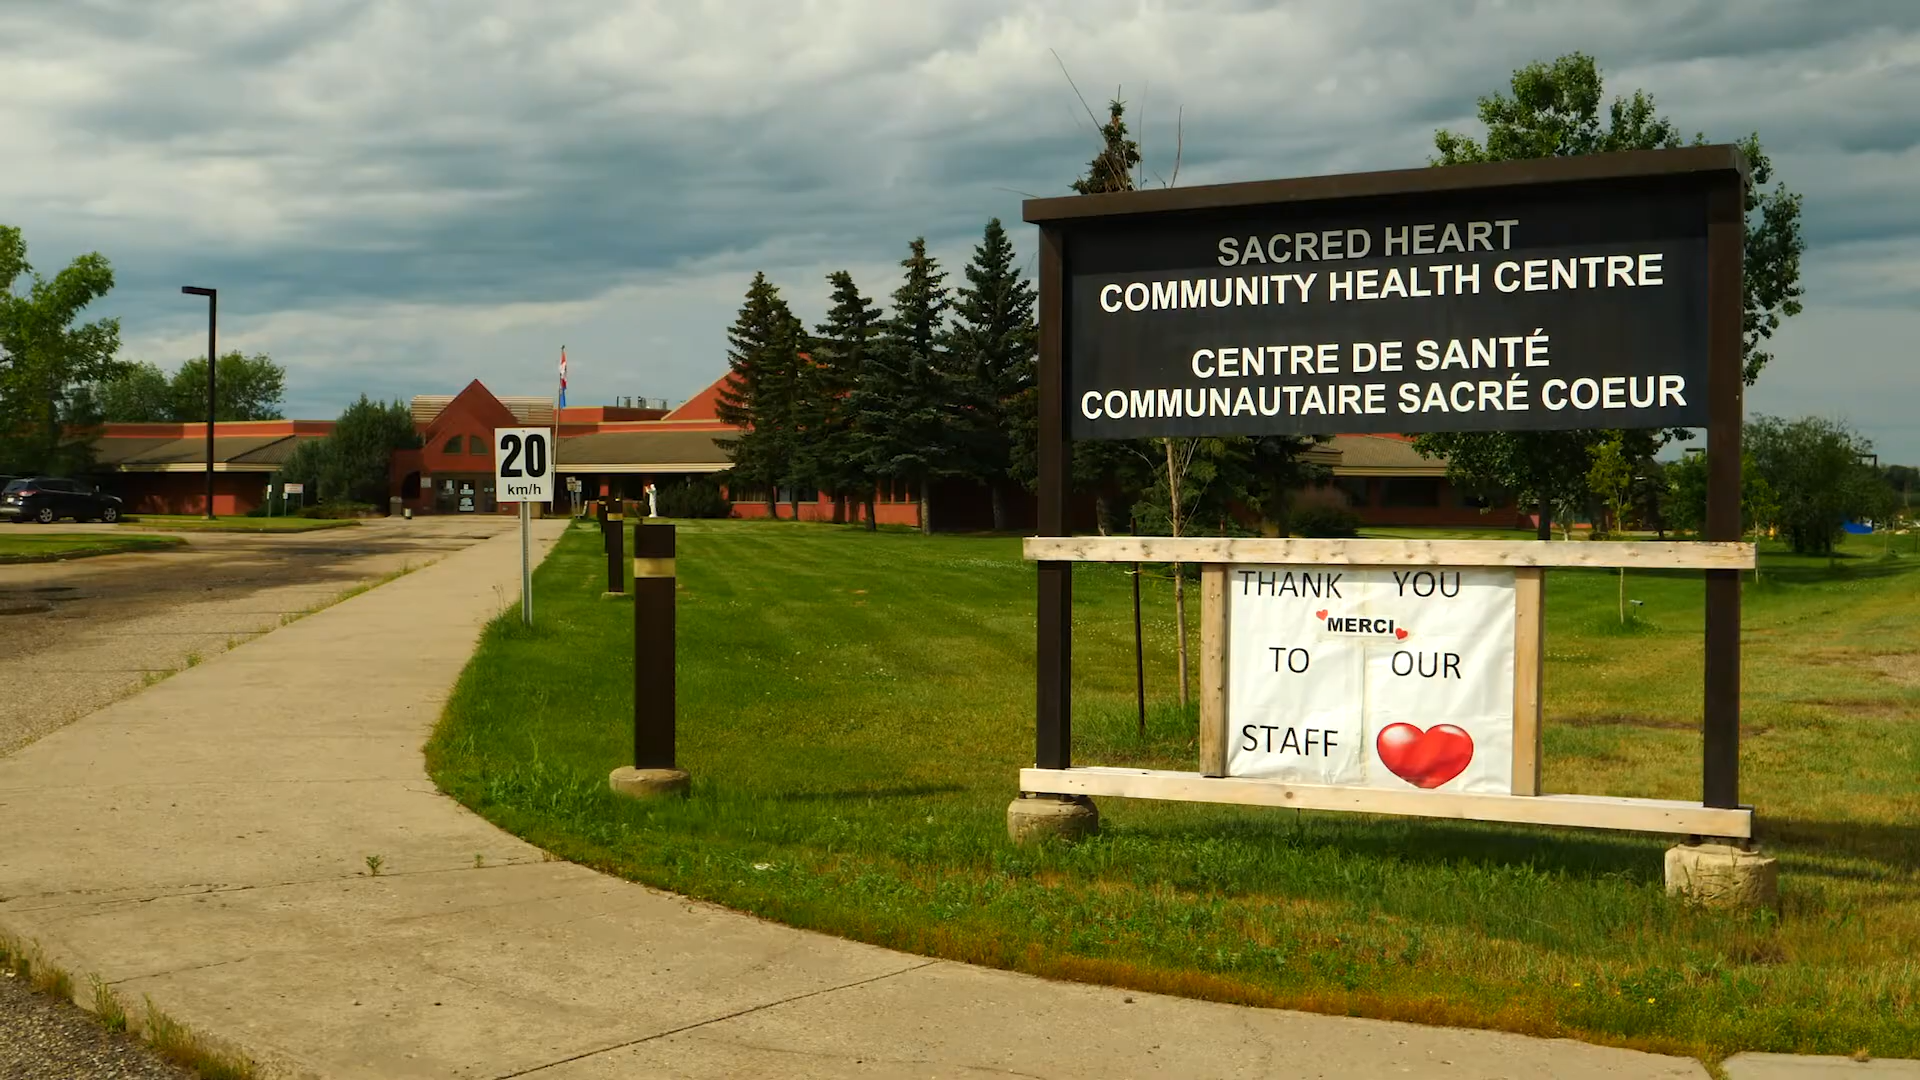 SACRED HEART
COMMUNITY HEALTH CENTRE
CENTRE DE SANTÉ
COMMUNAUTAIRE SACRÉ COEUR
20
km/h
THANK YOU
MERCI
TO OUR
STAFF